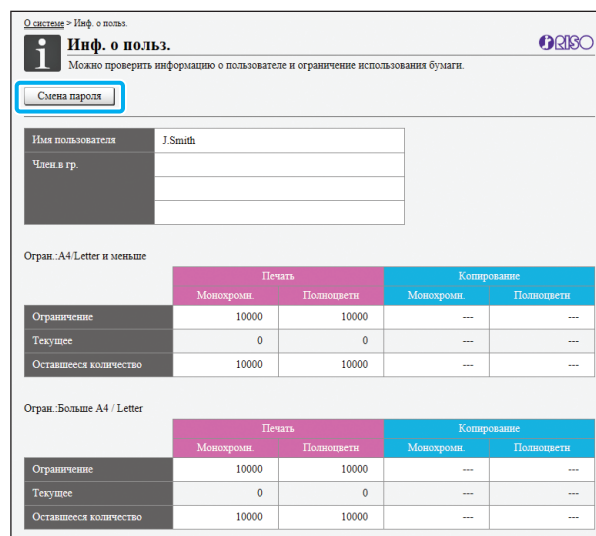 О системе > Инф. о польз.
Инф. о польз.
RISO
Можно проверить информацию о пользователе и ограничение использования бумаги.
Смена пароля
Имя пользователя J.Smith
Член.в гр.
Огран.:A4/Letter и меньше
Печать Копирование
Монохромн. Полноцветн Монохромн. Полноцветн
Ограничение 10000 10000 --- ---
Текущее 0 0 --- ---
Оставшееся количество 10000 10000 --- ---
Огран.:Больше A4 / Letter
Печать Копирование
Монохромн. Полноцветн Монохромн. Полноцветн
Ограничение 10000 10000 --- ---
Текущее 0 0 --- ---
Оставшееся количество 10000 10000 --- ---